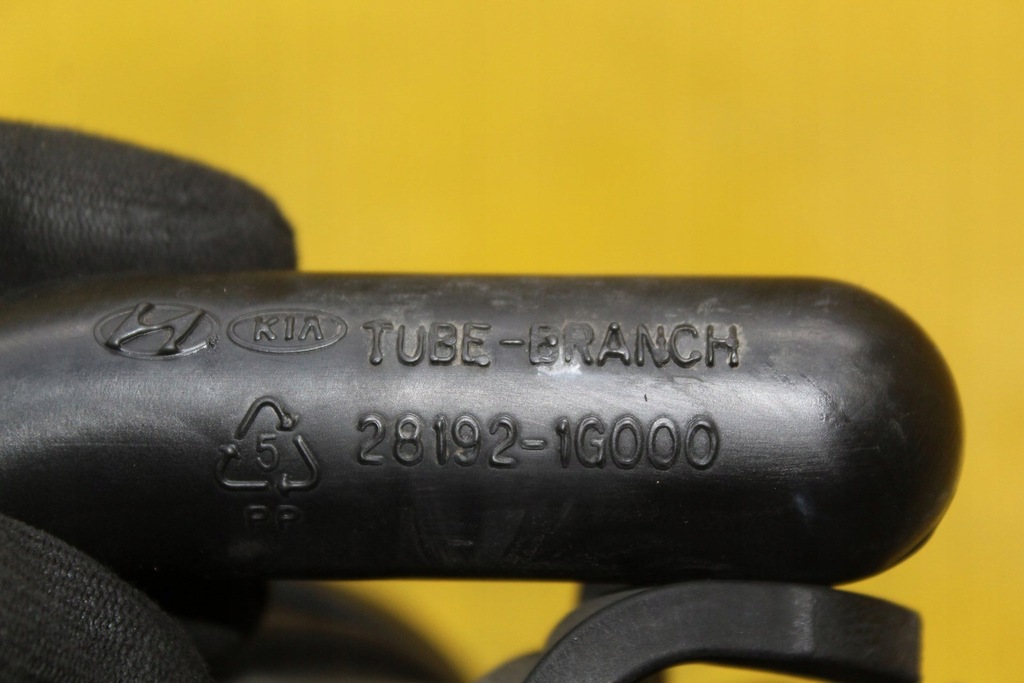 KIA TUBE-BRANCH
28192-1G000
5
PP